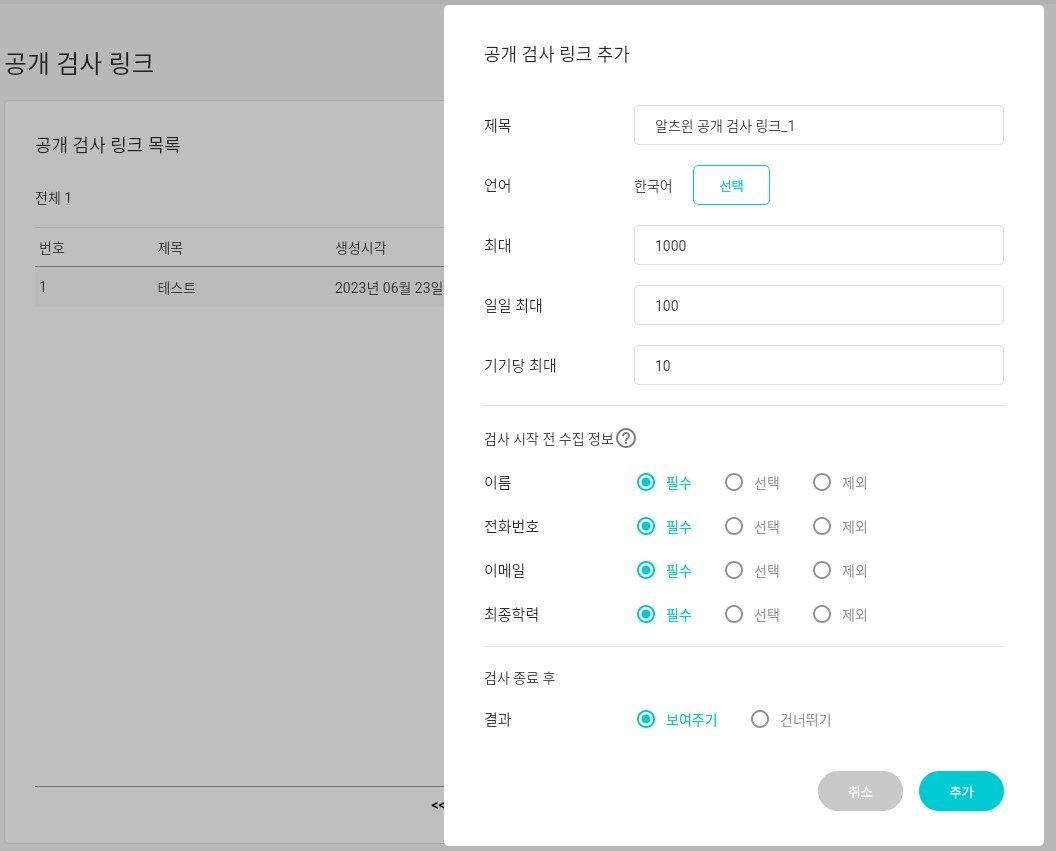 공개 검사 링크
공개 검사 링크 목록
전체 1
번호 제목 생성시각
1 테스트 2023년 06월 23일
<<
공개 검사 링크 추가
제목 알츠윈 공개 검사 링크_1
언어 한국어 선택
최대 1000
일일 최대 100
기기당 최대 10
검사 시작 전 수집 정보 ?
이름 필수 선택 제외
전화번호 필수 선택 제외
이메일 필수 선택 제외
최종학력 필수 선택 제외
검사 종료 후
결과 보여주기 건너뛰기
취소 추가